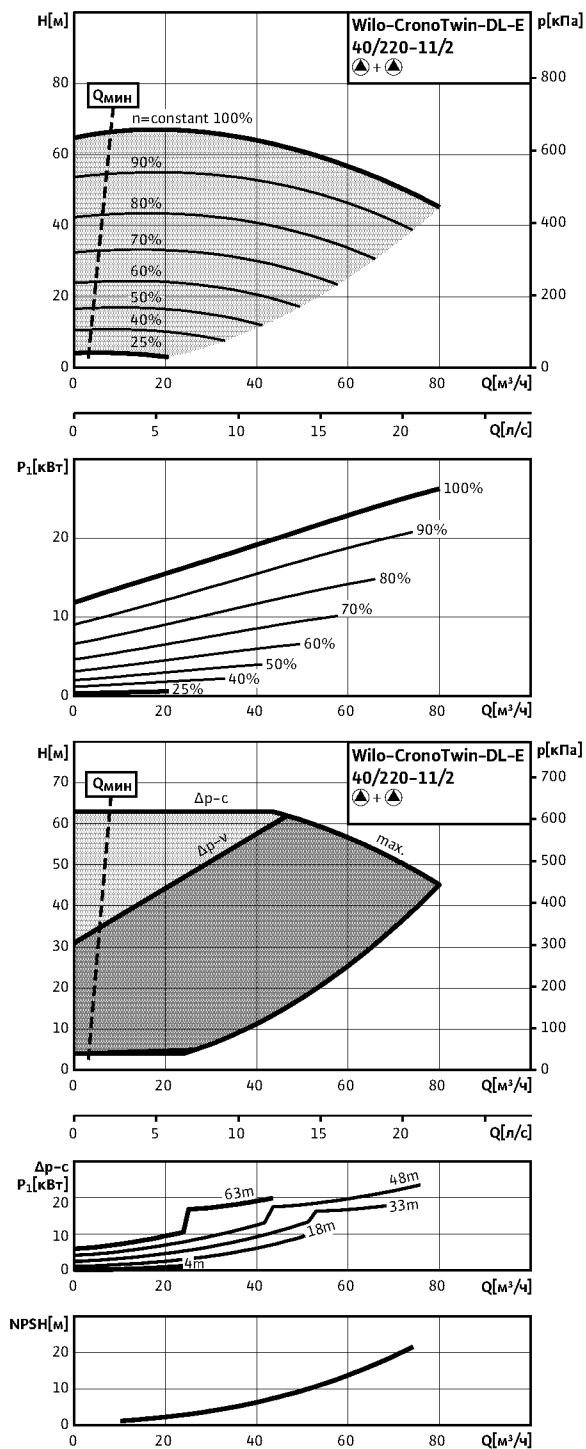 H[м]
Wilo-CronoTwin-DL-E
40/220-11/2
+
p[кПа]
80
60
40
20
0
800
600
400
200
0
Qмин
n=constant 100%
90%
80%
70%
60%
50%
40%
25%
0 20 40 60 80 Q[м³/ч]
0 5 10 15 20 Q[л/с]
P₁[кВт]
20
10
0
100%
90%
80%
70%
60%
50%
40%
25%
0 20 40 60 80 Q[м³/ч]
H[м]
Wilo-CronoTwin-DL-E
40/220-11/2
+
p[кПа]
70
60
50
40
30
20
10
0
700
600
500
400
300
200
100
0
Qмин
Δp-c
Δp-v
max.
0 20 40 60 80 Q[м³/ч]
0 5 10 15 20 Q[л/с]
Δp-c
P₁[кВт]
20
10
0
63m
48m
33m
18m
4m
0 20 40 60 80 Q[м³/ч]
NPSH[м]
20
10
0
0 20 40 60 80 Q[м³/ч]